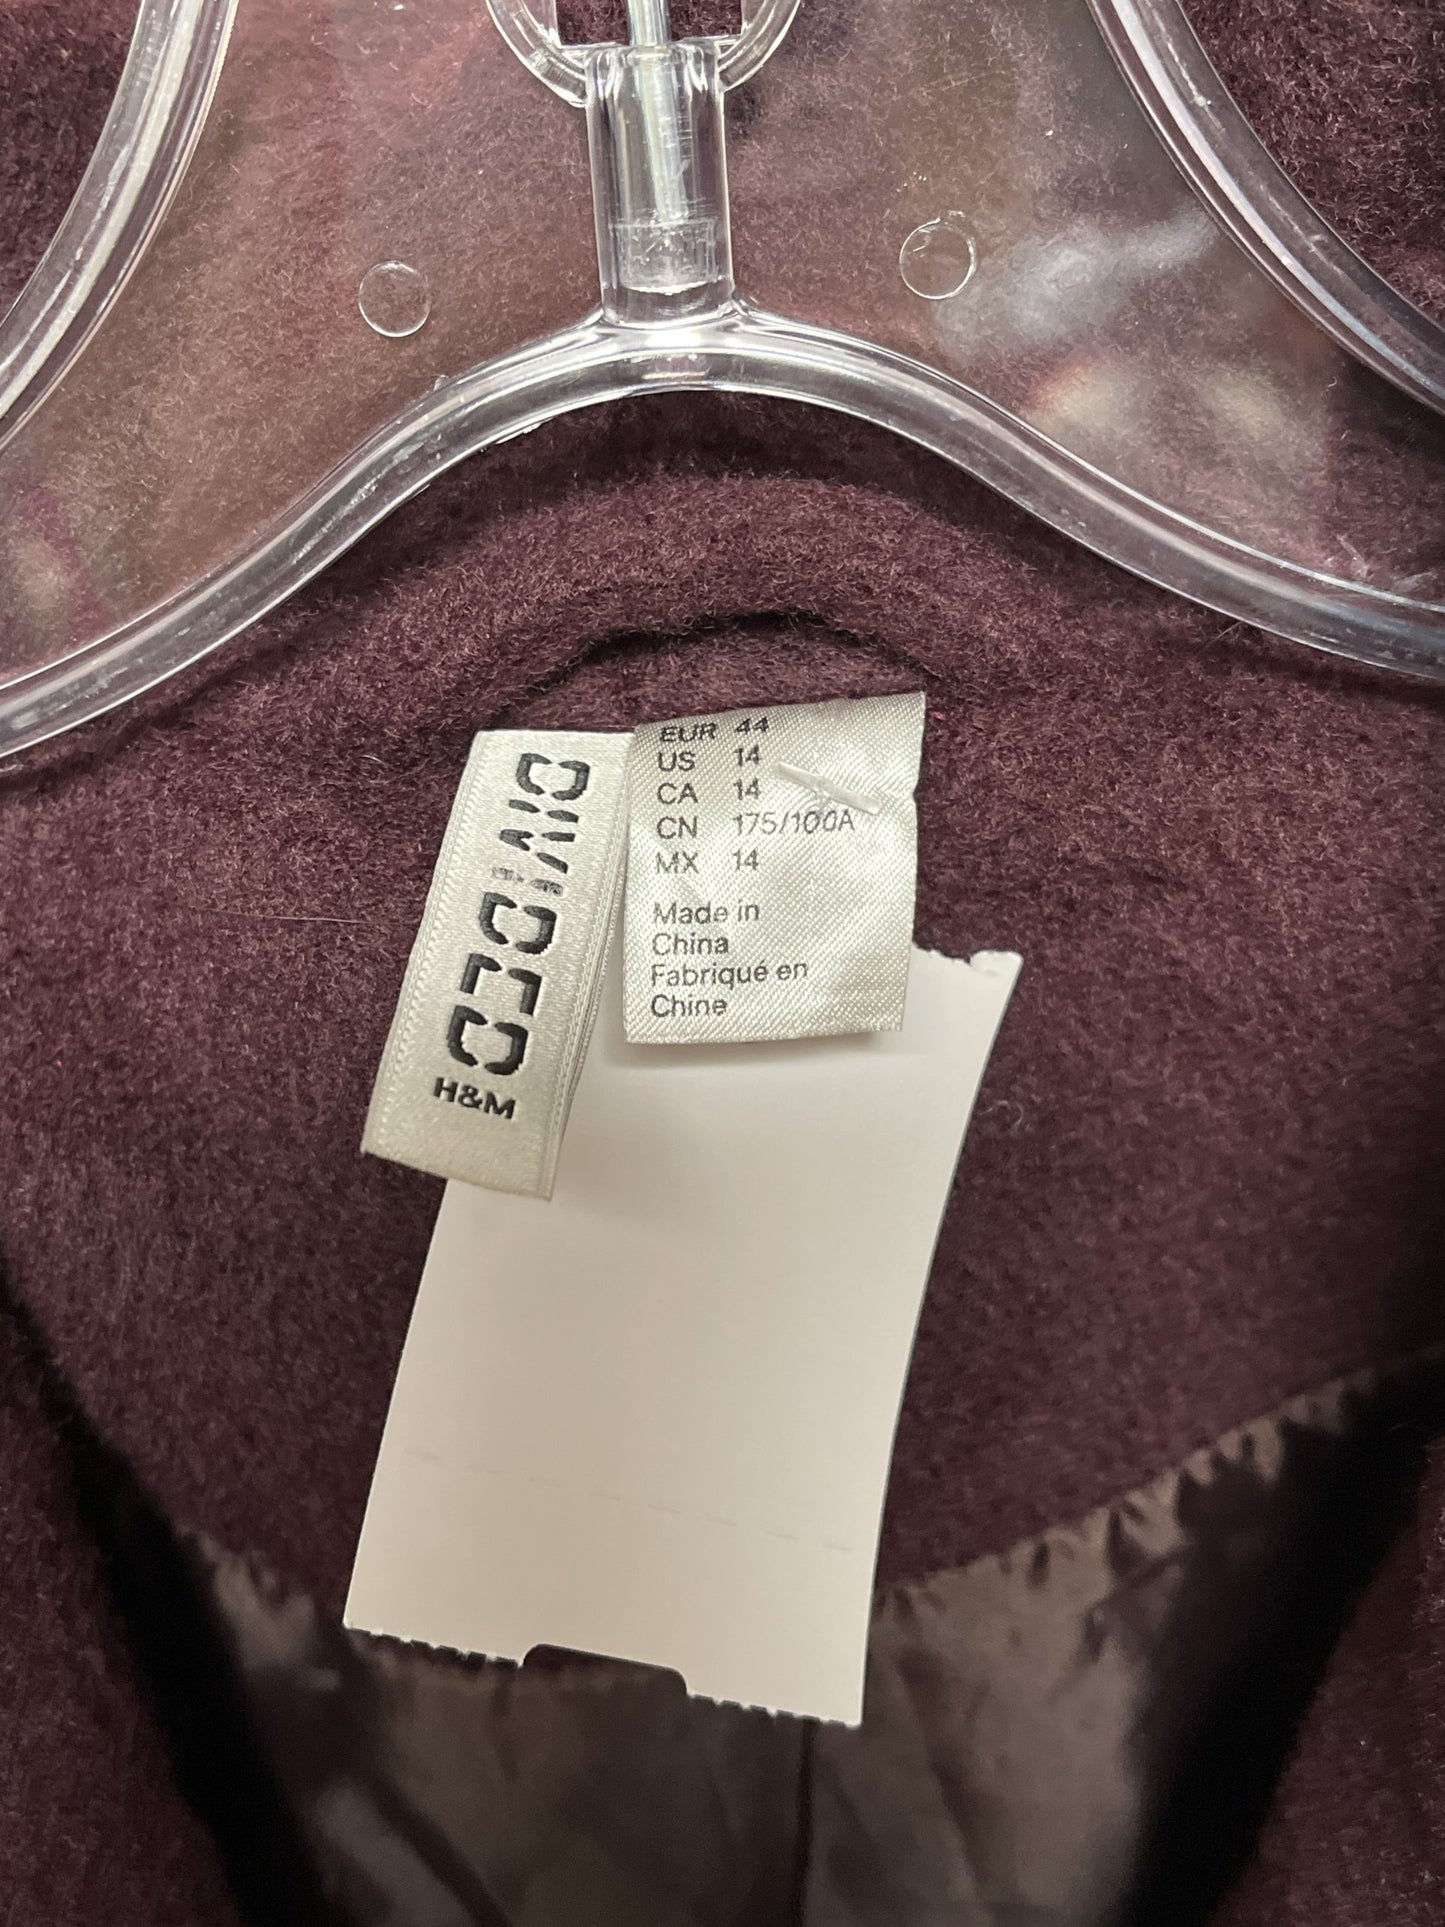 DIVIDED
H&M
EUR 44
US 14
CA 14
CN 175/100A
MX 14
Made in
China
Fabriqué en
Chine